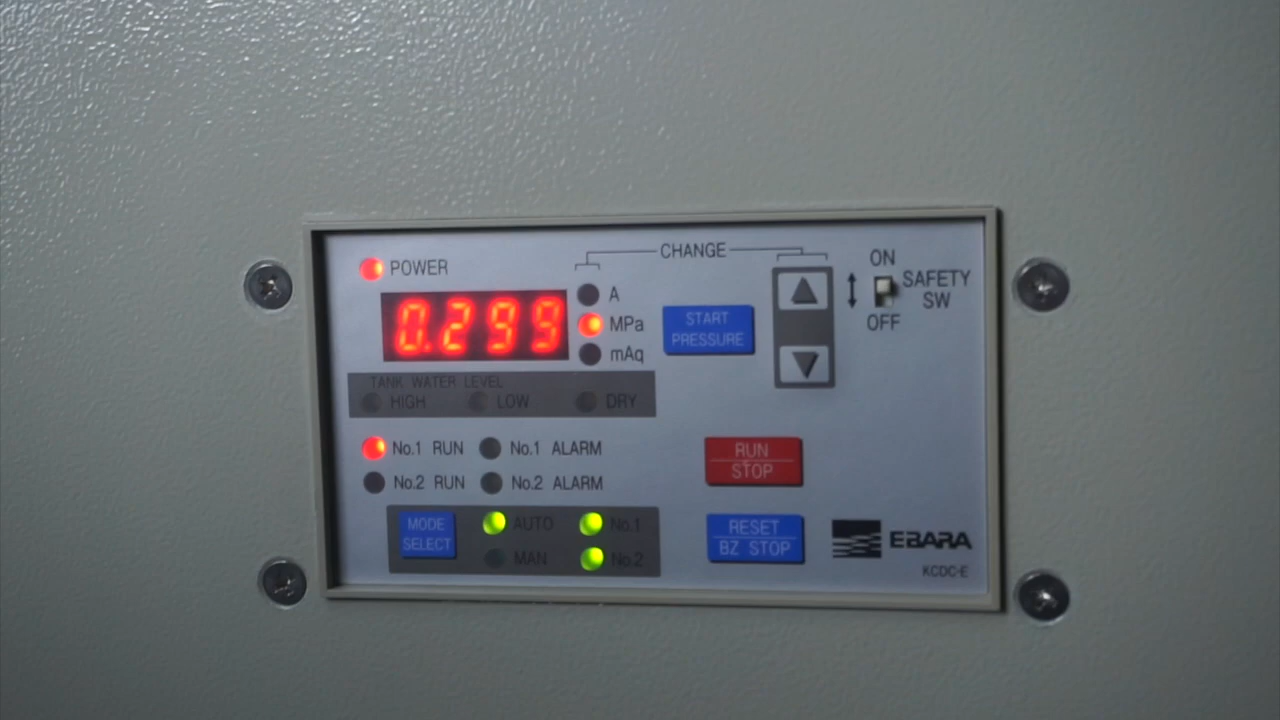 CHANGE
POWER
0.299
A
MPa
mAq
START
PRESSURE
ON
SAFETY
SW
OFF
TANK WATER LEVEL
HIGH LOW DRY
No.1 RUN No.1 ALARM
No.2 RUN No.2 ALARM
RUN
STOP
MODE
SELECT
AUTO No.1
MAN No.2
RESET
BZ STOP
EBARA
KCDC-E